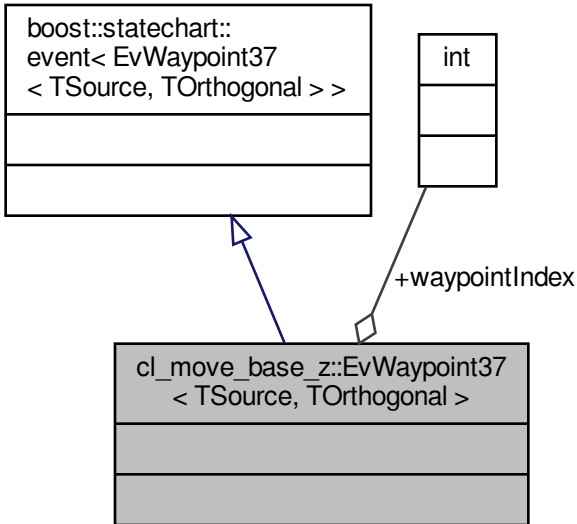 boost::statechart::
event< EvWaypoint37
< TSource, TOrthogonal > >
int
+waypointIndex
cl_move_base_z::EvWaypoint37
< TSource, TOrthogonal >